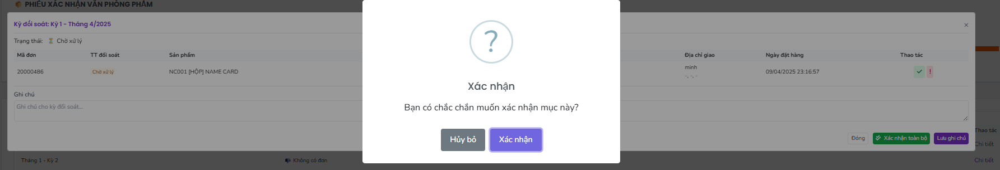 PHIẾU XÁC NHẬN VĂN PHÒNG PHẨM
Kỳ đối soát: Kỳ 1 - Tháng 4/2025
×
Trạng thái: ⏳ Chờ xử lý
Mã đơn TT đối soát Sản phẩm Địa chỉ giao Ngày đặt hàng Thao tác
20000486 Chờ xử lý NC001 [HỘP] NAME CARD minh 09/04/2025 23:16:57 !
-, -, -
Ghi chú
Ghi chú cho kỳ đối soát...
?
Xác nhận
Bạn có chắc chắn muốn xác nhận mục này?
Hủy bỏ Xác nhận
Đóng Xác nhận toàn bộ Lưu ghi chú
Thao tác
Chi tiết
Tháng 1 - Kỳ 2 Không có đơn Chi tiết